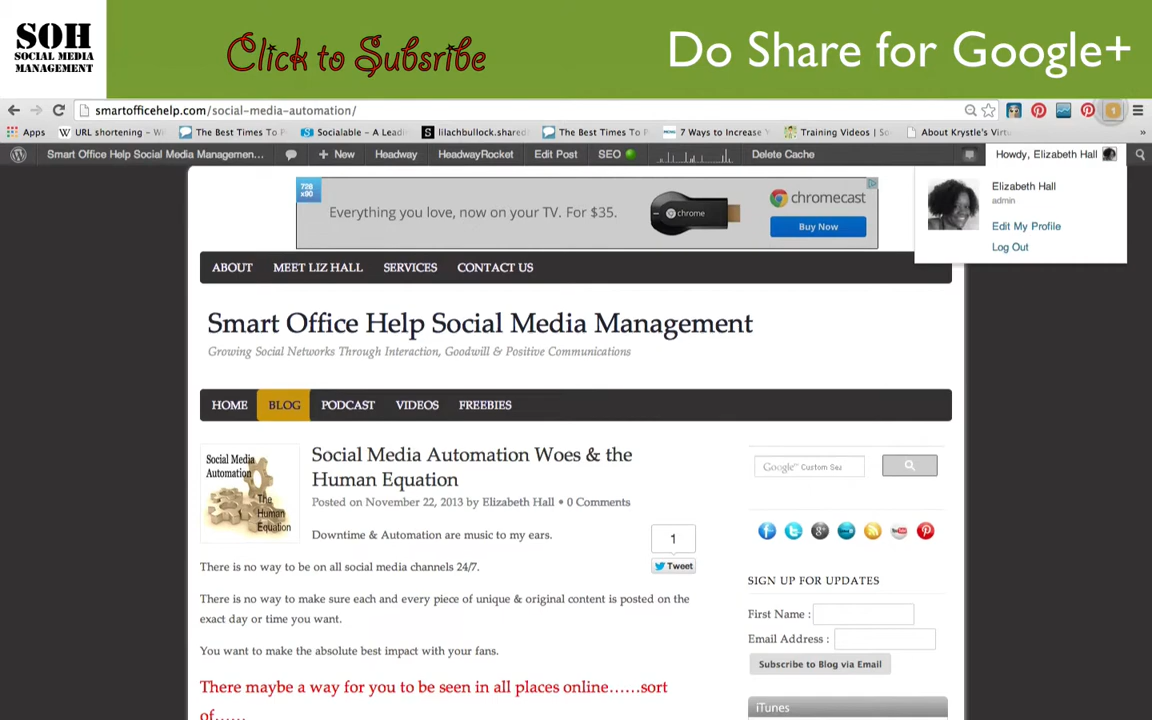 SOH
SOCIAL MEDIA
MANAGEMENT
Click to Subsribe
Do Share for Google+
smartofficehelp.com/social-media-automation/
Apps
URL shortening - Wi
The Best Times To P
Socialable – A Leadi
lilachbullock.shared
The Best Times To P
7 Ways to Increase Y
Training Videos | So
About Krystle's Virtu
Smart Office Help Social Media Managemen...
+ New
Headway
HeadwayRocket
Edit Post
SEO
Delete Cache
Howdy, Elizabeth Hall
Elizabeth Hall
admin
Edit My Profile
Log Out
728
x90
Everything you love, now on your TV. For $35.
chrome
chromecast
Buy Now
ABOUT
MEET LIZ HALL
SERVICES
CONTACT US
Smart Office Help Social Media Management
Growing Social Networks Through Interaction, Goodwill & Positive Communications
HOME
BLOG
PODCAST
VIDEOS
FREEBIES
Social Media
Automation
The
Human
Equation
Social Media Automation Woes & the
Human Equation
Posted on November 22, 2013 by Elizabeth Hall • 0 Comments
Downtime & Automation are music to my ears.
1
Tweet
There is no way to be on all social media channels 24/7.
There is no way to make sure each and every piece of unique & original content is posted on the
exact day or time you want.
You want to make the absolute best impact with your fans.
There maybe a way for you to be seen in all places online......sort
of......
Google™ Custom Sea
SIGN UP FOR UPDATES
First Name :
Email Address :
Subscribe to Blog via Email
iTunes